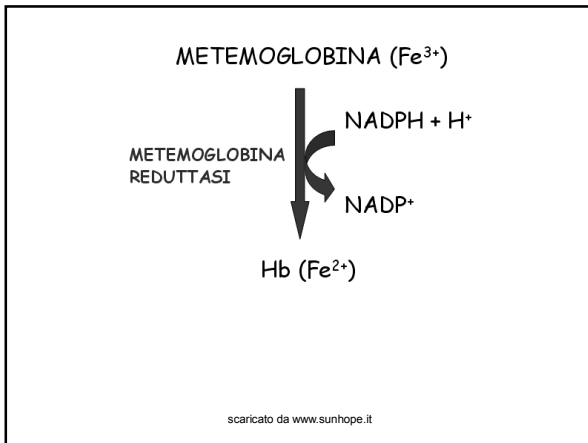 METEMOGLOBINA (Fe³⁺)
NADPH + H⁺
METEMOGLOBINA
REDUTTASI
NADP⁺
Hb (Fe²⁺)
scaricato da www.sunhope.it